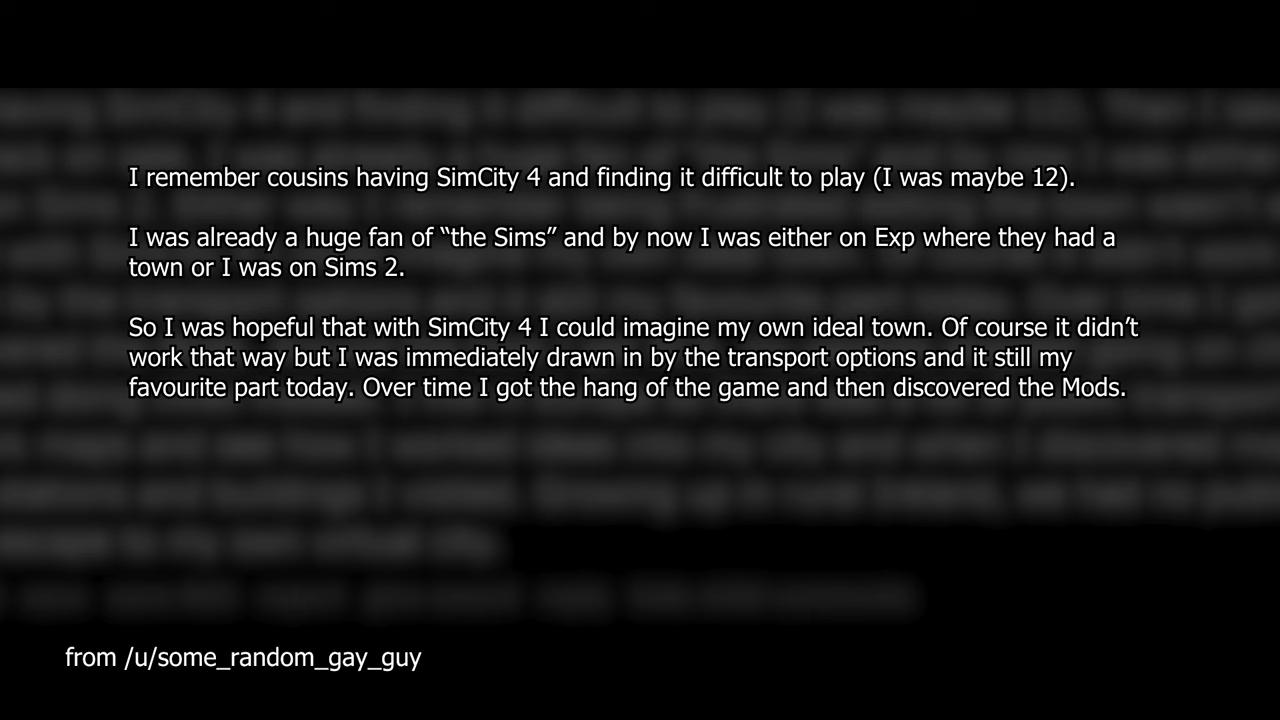 I remember cousins having SimCity 4 and finding it difficult to play (I was maybe 12).
I was already a huge fan of “the Sims” and by now I was either on Exp where they had a
town or I was on Sims 2.
So I was hopeful that with SimCity 4 I could imagine my own ideal town. Of course it didn’t
work that way but I was immediately drawn in by the transport options and it still my
favourite part today. Over time I got the hang of the game and then discovered the Mods.
from /u/some_random_gay_guy